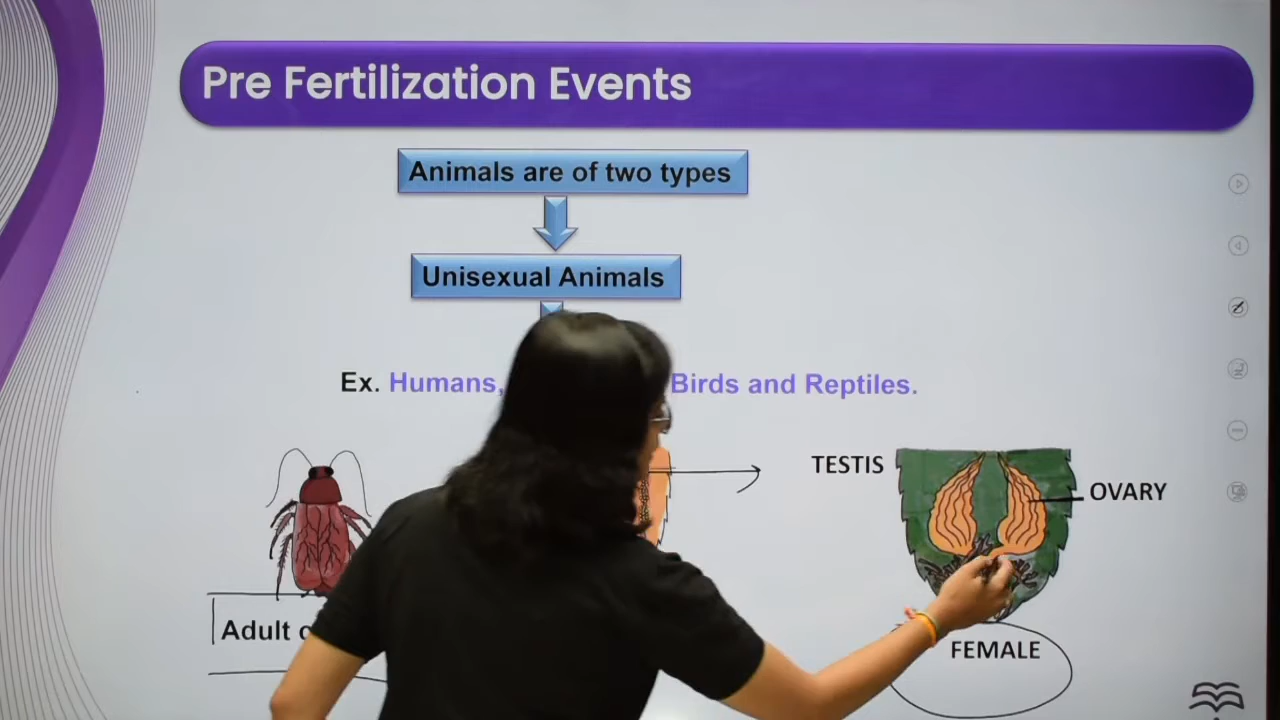 Pre Fertilization Events
Animals are of two types
Unisexual Animals
Ex. Humans, Birds and Reptiles.
TESTIS
OVARY
Adult
FEMALE